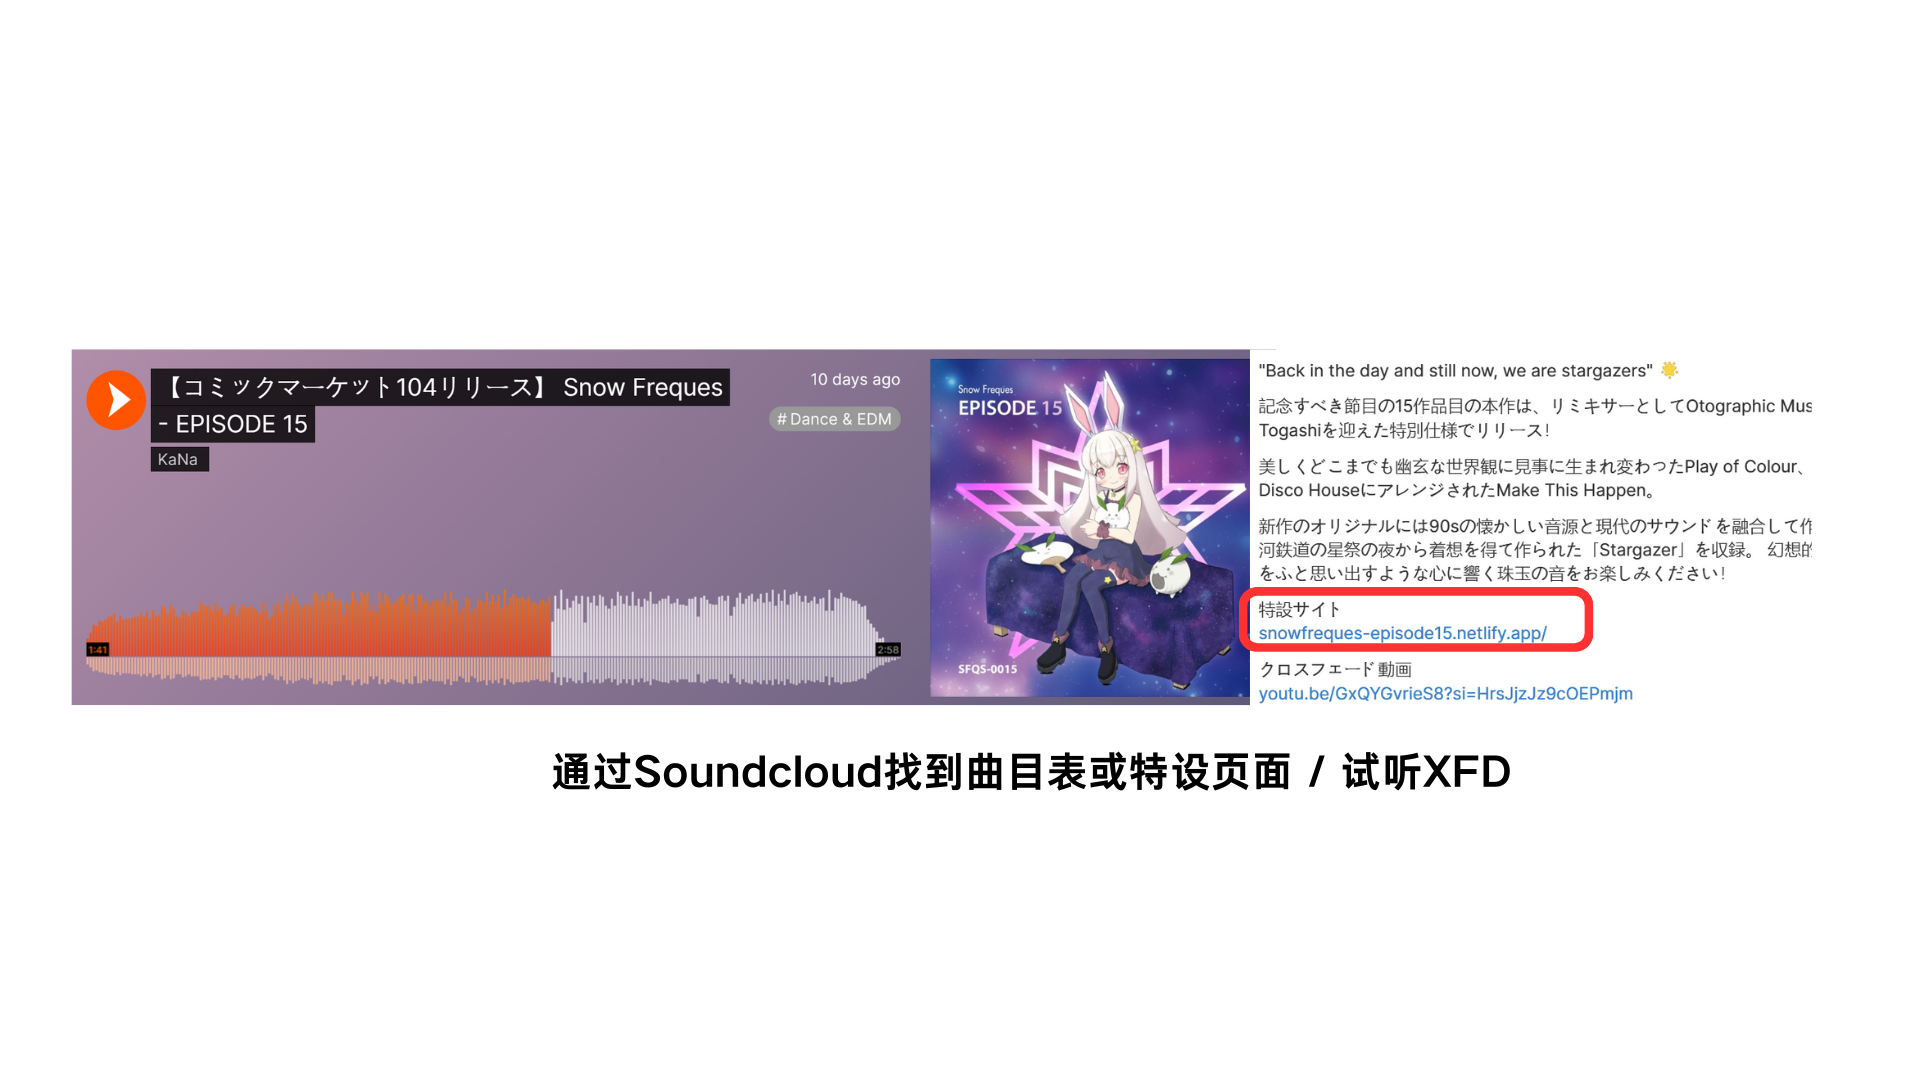 【コミックマーケット104リリース】 Snow Freques
- EPISODE 15
KaNa
10 days ago
# Dance & EDM
1:41
2:58
Snow Freques
EPISODE 15
SFQS-0015
"Back in the day and still now, we are stargazers" 🌟
記念すべき節目の15作品目の本作は、リミキサーとしてOtographic Mus
Togashiを迎えた特別仕様でリリース!
美しくどこまでも幽玄な世界観に見事に生まれ変わったPlay of Colour、
Disco HouseにアレンジされたMake This Happen。
新作のオリジナルには90sの懐かしい音源と現代のサウンドを融合して作
河鉄道の星祭の夜から着想を得て作られた「Stargazer」を収録。 幻想的
をふと思い出すような心に響く珠玉の音をお楽しみください!
特設サイト
snowfreques-episode15.netlify.app/
クロスフェード動画
youtu.be/GxQYGvrieS8?si=HrsJjzJz9cOEPmjm
通过Soundcloud找到曲目表或特设页面 / 试听XFD